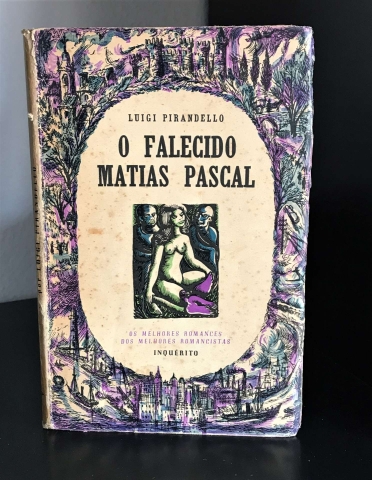 LUIGI PIRANDELLO
O FALECIDO
MATIAS PASCAL
OS MELHORES ROMANCES
DOS MELHORES ROMANCISTAS
INQUÉRITO